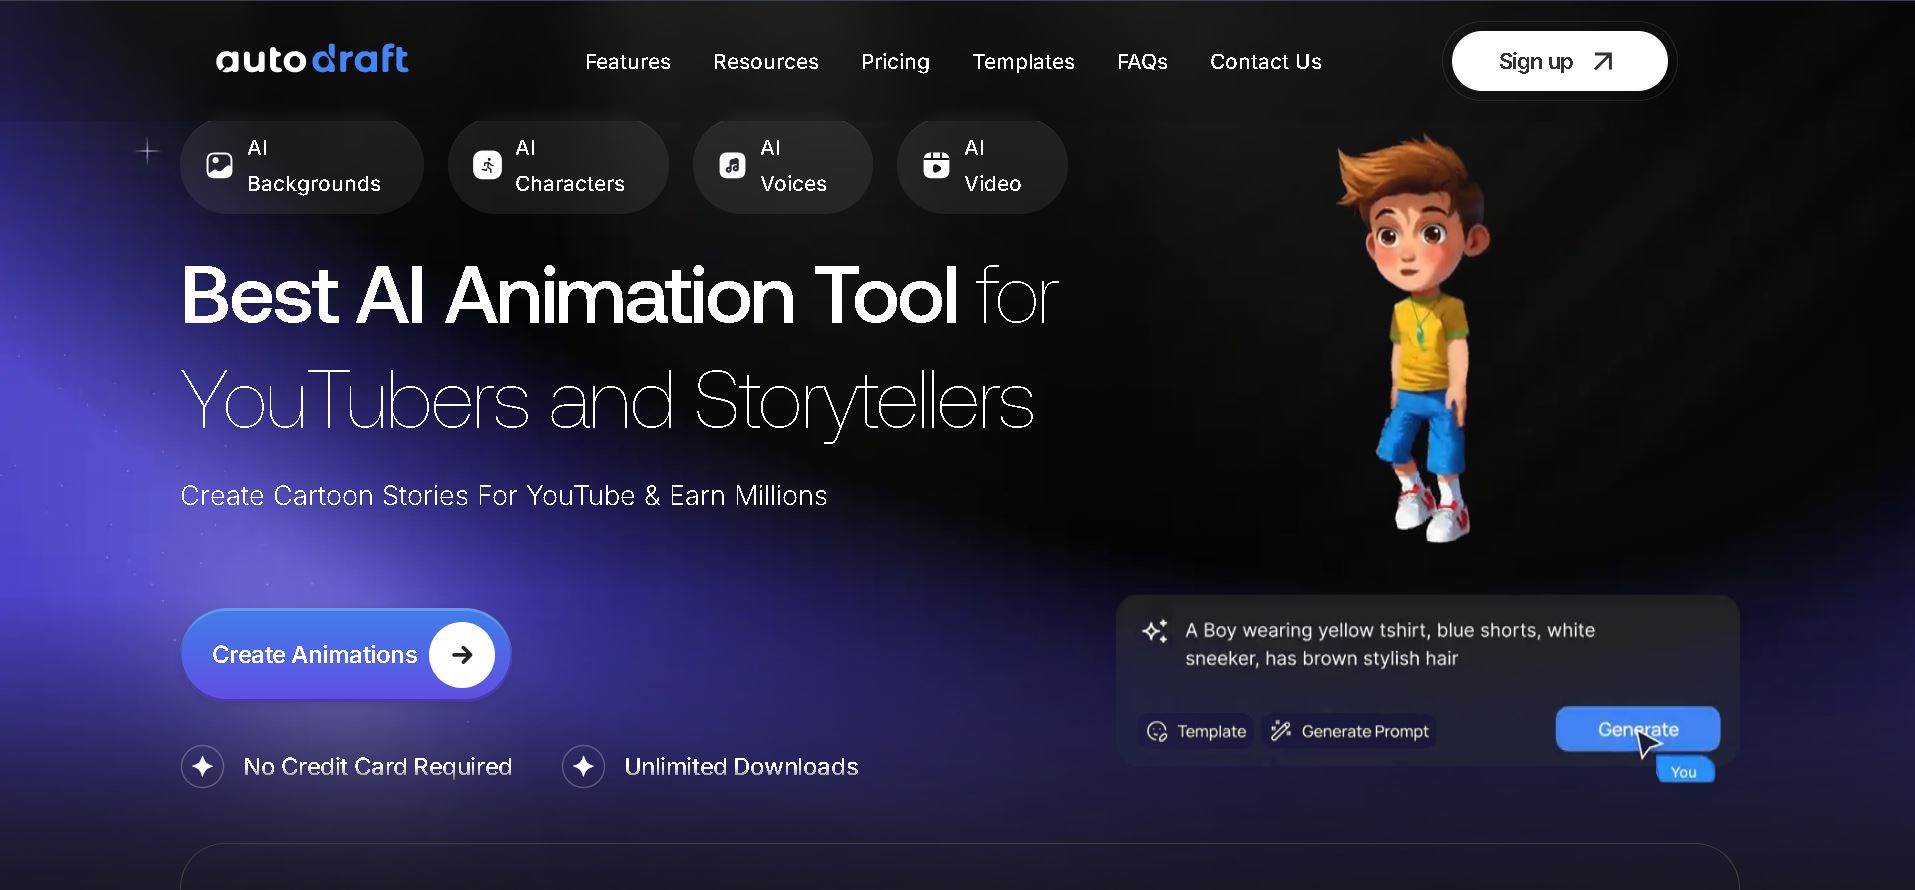 autodraft
Features Resources Pricing Templates FAQs Contact Us
Sign up
AI
Backgrounds
AI
Characters
AI
Voices
AI
Video
Best AI Animation Tool for
YouTubers and Storytellers
Create Cartoon Stories For YouTube & Earn Millions
Create Animations
No Credit Card Required
Unlimited Downloads
A Boy wearing yellow tshirt, blue shorts, white
sneeker, has brown stylish hair
Template
Generate Prompt
Generate
You